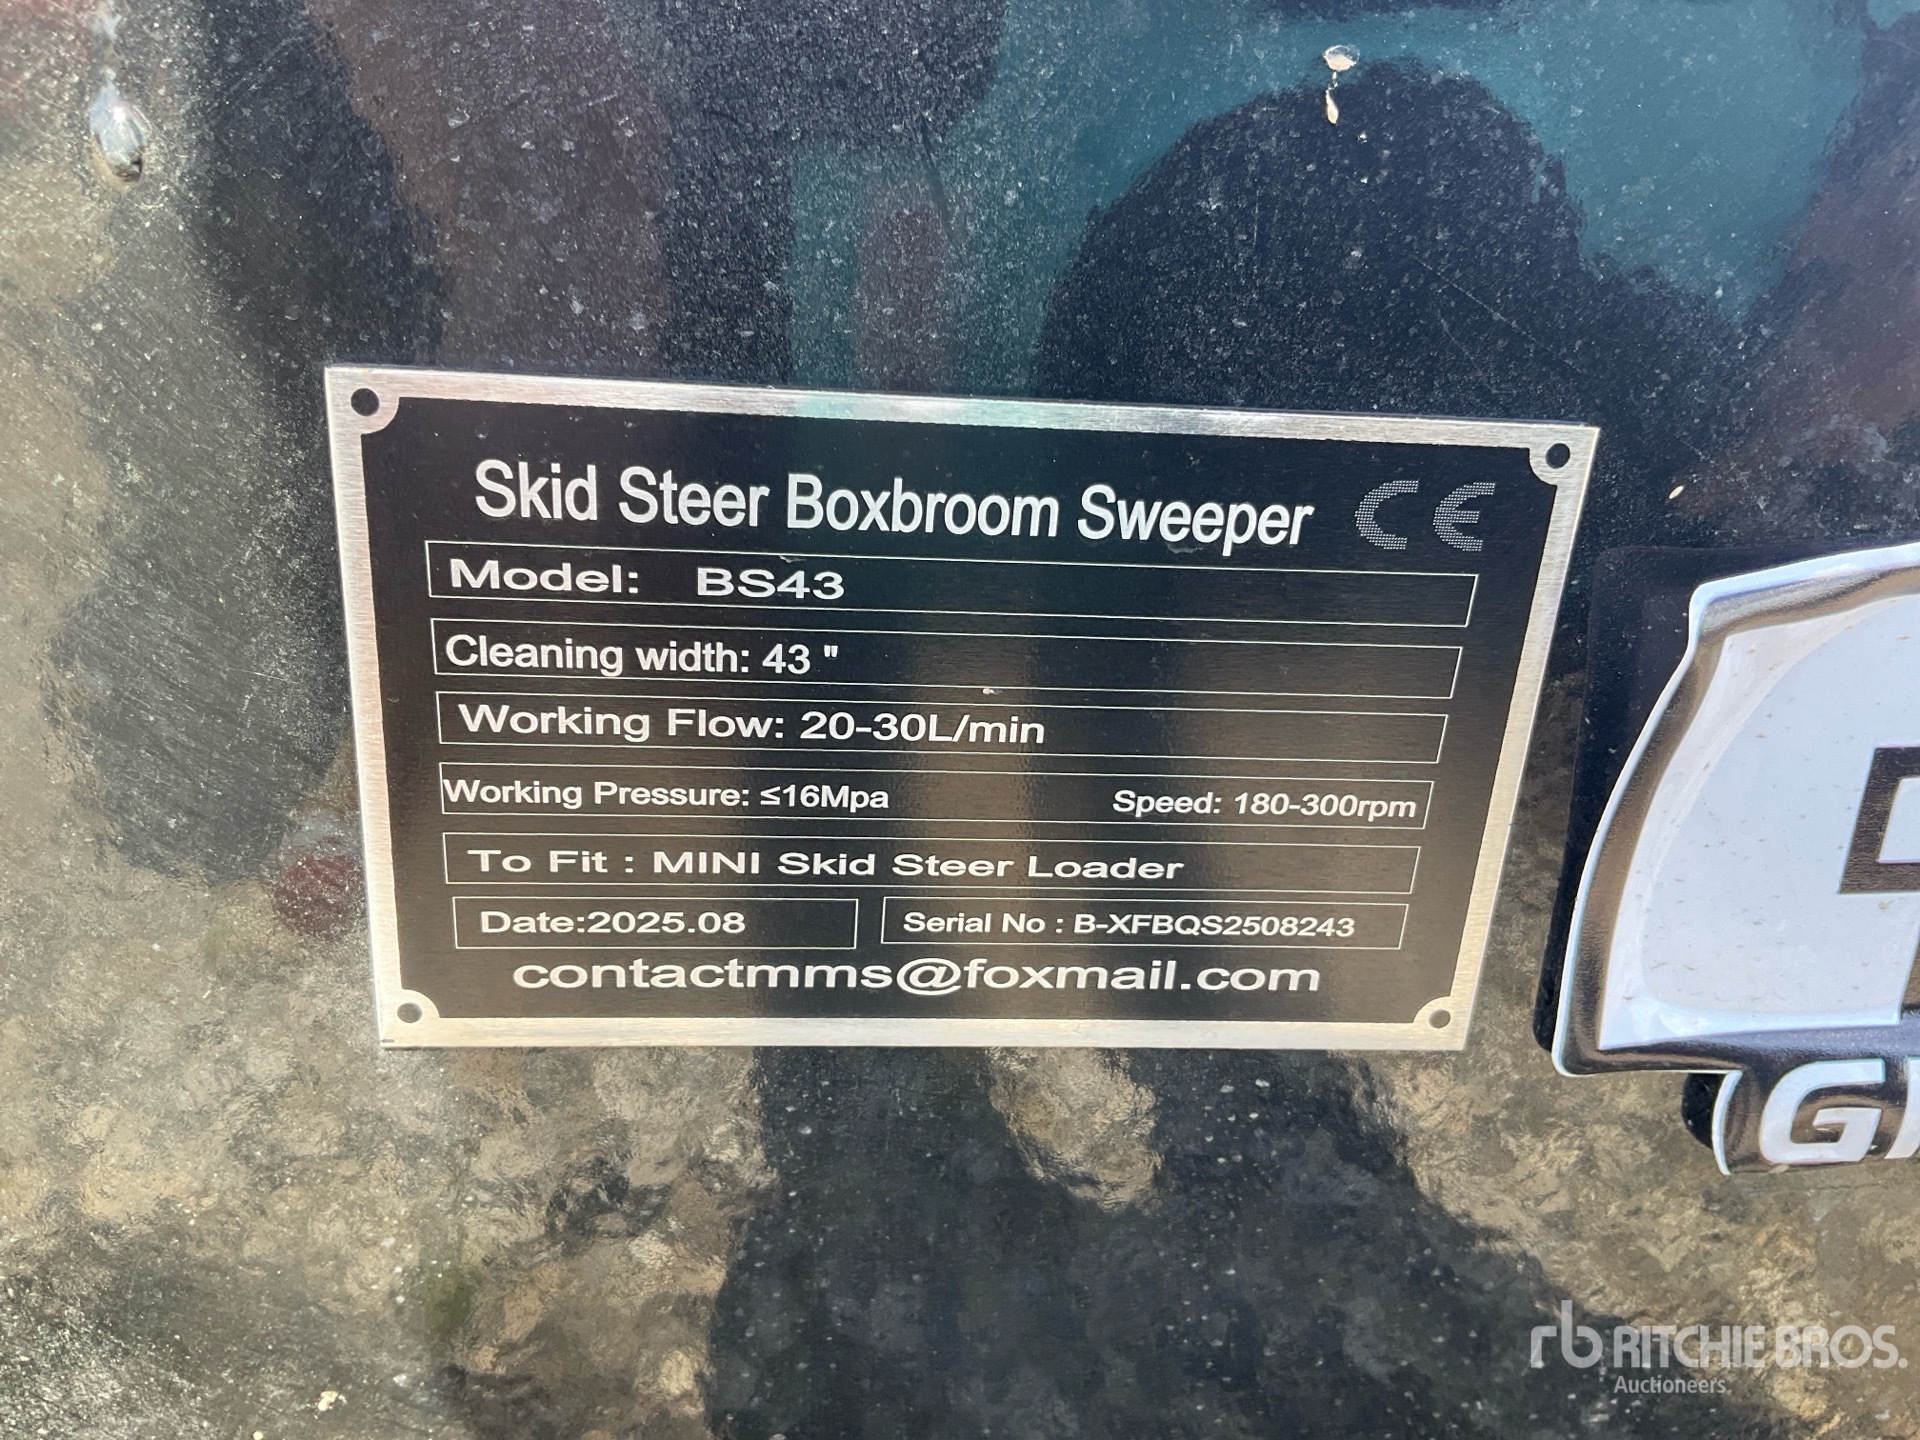 Skid Steer Boxbroom Sweeper CE
Model: BS43
Cleaning width: 43 "
Working Flow: 20-30L/min
Working Pressure: ≤16Mpa Speed: 180-300rpm
To Fit : MINI Skid Steer Loader
Date:2025.08 Serial No : B-XFBQS2508243
contactmms@foxmail.com
rb RITCHIE BROS.
Auctioneers